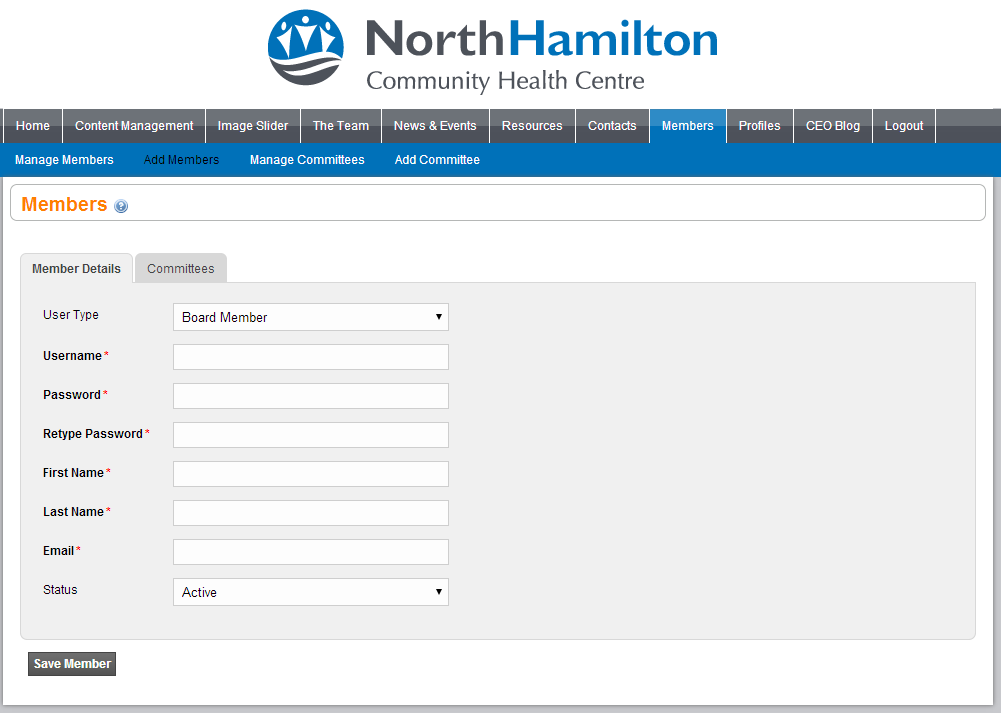 NorthHamilton
Community Health Centre
Home Content Management Image Slider The Team News & Events Resources Contacts Members Profiles CEO Blog Logout
Manage Members Add Members Manage Committees Add Committee
Members ?
Member Details Committees
User Type Board Member
Username*
Password*
Retype Password*
First Name*
Last Name*
Email*
Status Active
Save Member